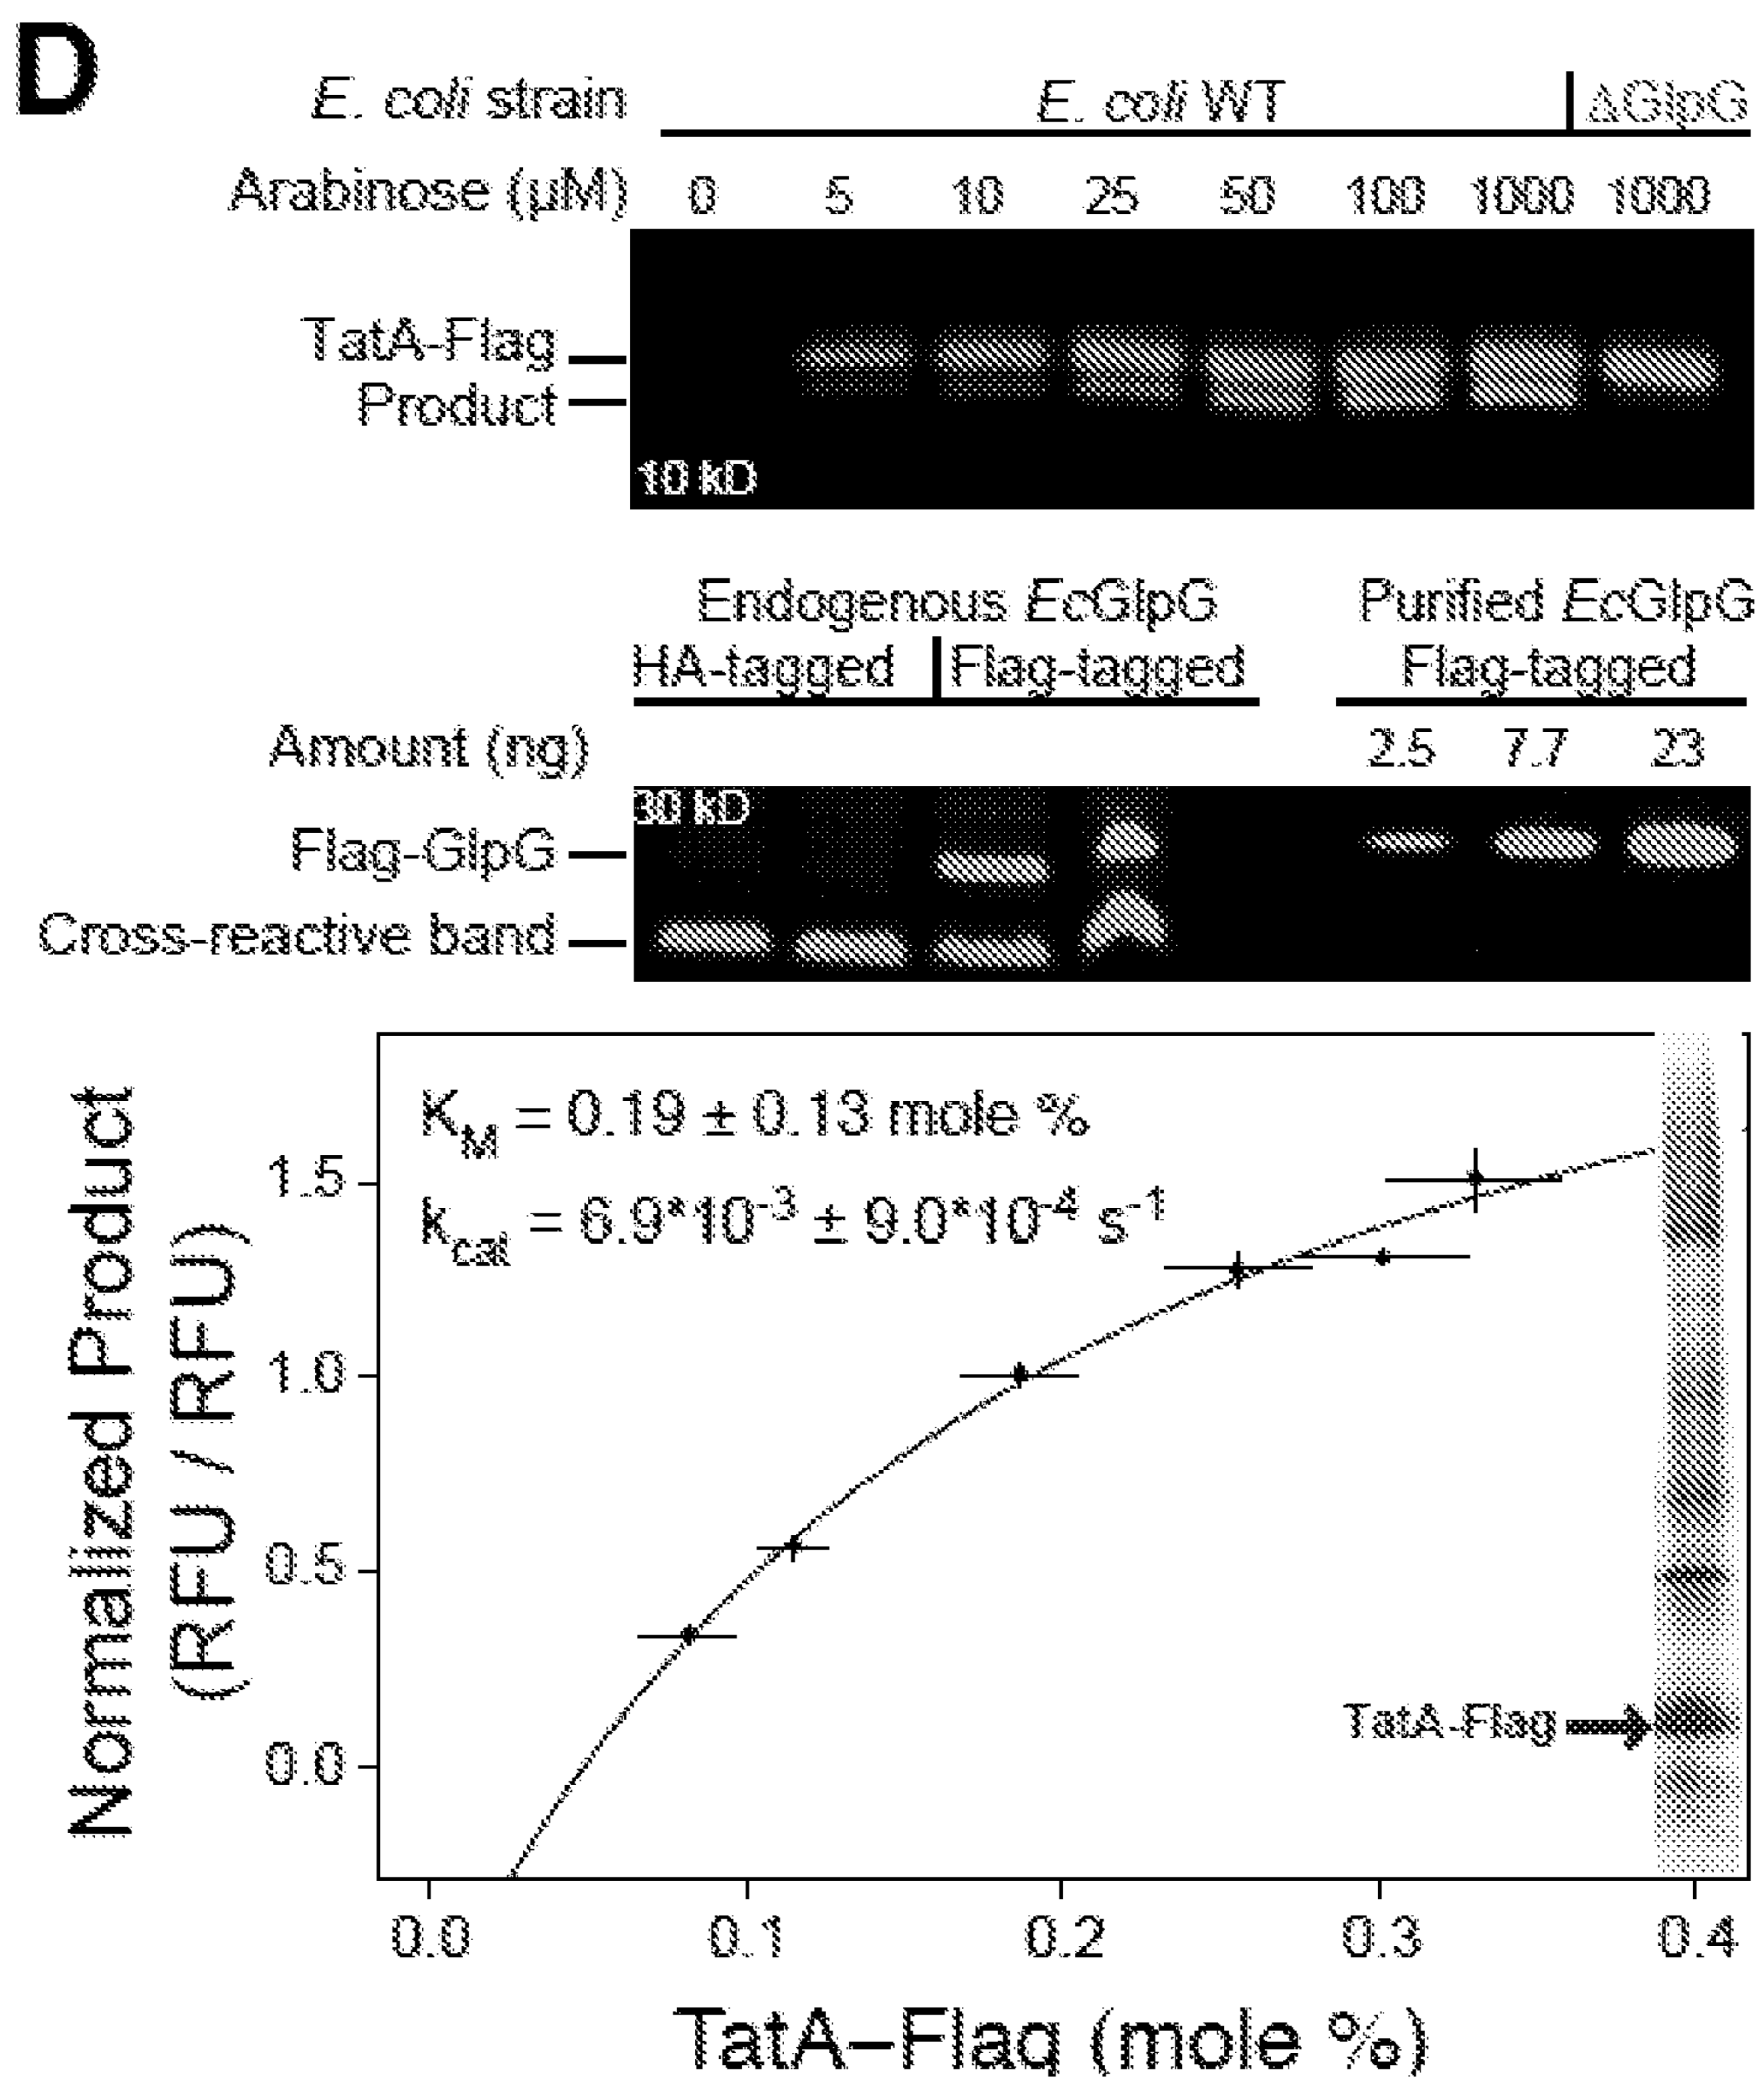 D
E. coli strain E. coli WT ΔGlpG
Arabinose (µM) 0 5 10 25 50 100 1000 1000
TatA-Flag
Product
10 kD
Endogenous EcGlpG Purified EcGlpG
HA-tagged Flag-tagged Flag-tagged
Amount (ng) 2.5 7.7 23
30 kD
Flag-GlpG
Cross-reactive band
K_M = 0.19 ± 0.13 mole %
k_cat = 6.9*10^-3 ± 9.0*10^-4 s^-1
Normalized Product
(RFU / RFU)
1.5
1.0
0.5
0.0
TatA-Flag
0.0 0.1 0.2 0.3 0.4
TatA–Flag (mole %)